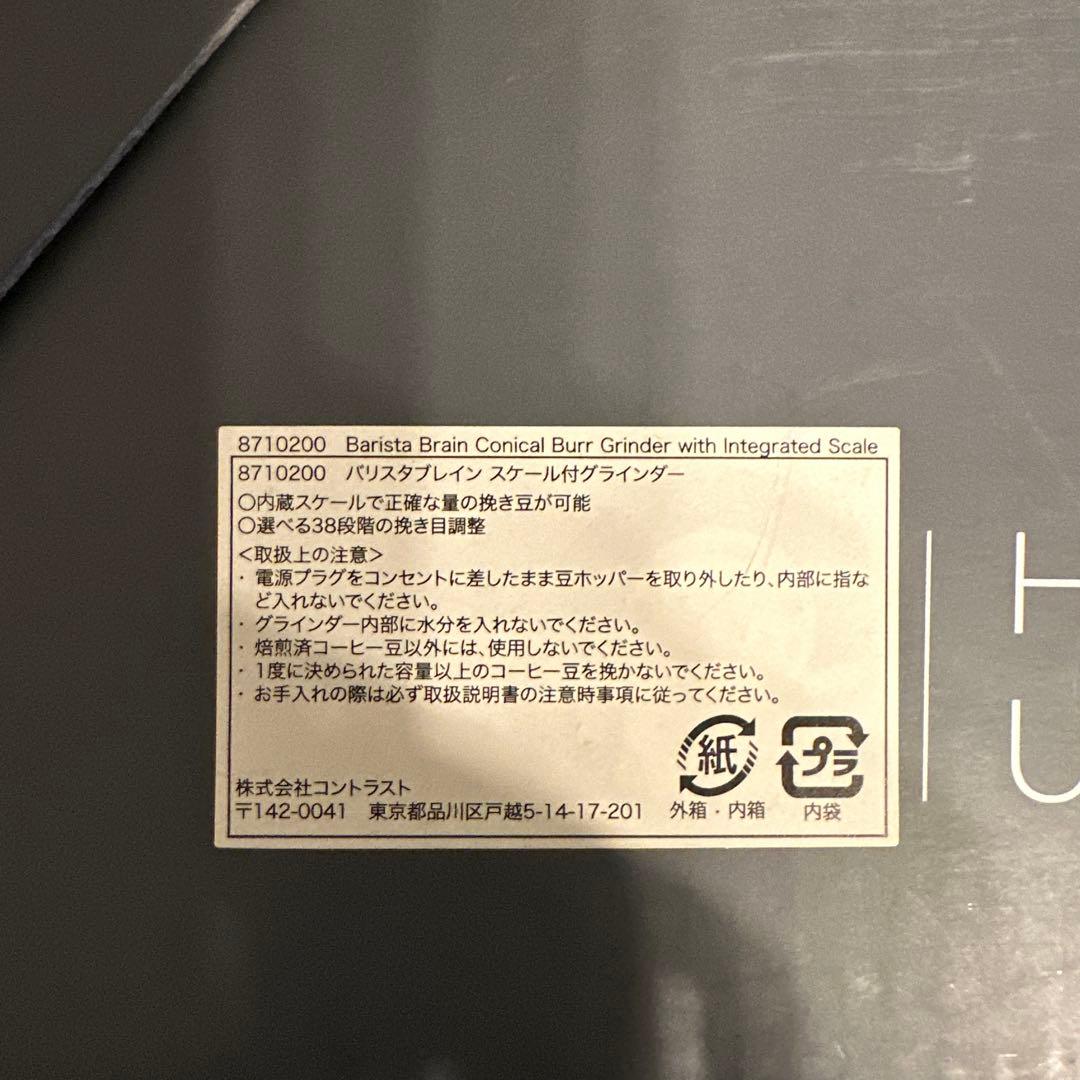 8710200 Barista Brain Conical Burr Grinder with Integrated Scale
8710200 バリスタブレイン スケール付グラインダー
○内蔵スケールで正確な量の挽き豆が可能
○選べる38段階の挽き目調整
＜取扱上の注意＞
・電源プラグをコンセントに差したまま豆ホッパーを取り外したり、内部に指な
ど入れないでください。
・グラインダー内部に水分を入れないでください。
・焙煎済コーヒー豆以外には、使用しないでください。
・1度に決められた容量以上のコーヒー豆を挽かないでください。
・お手入れの際は必ず取扱説明書の注意時事項に従ってください。
紙 プラ
株式会社コントラスト
〒142-0041 東京都品川区戸越5-14-17-201 外箱・内箱 内袋